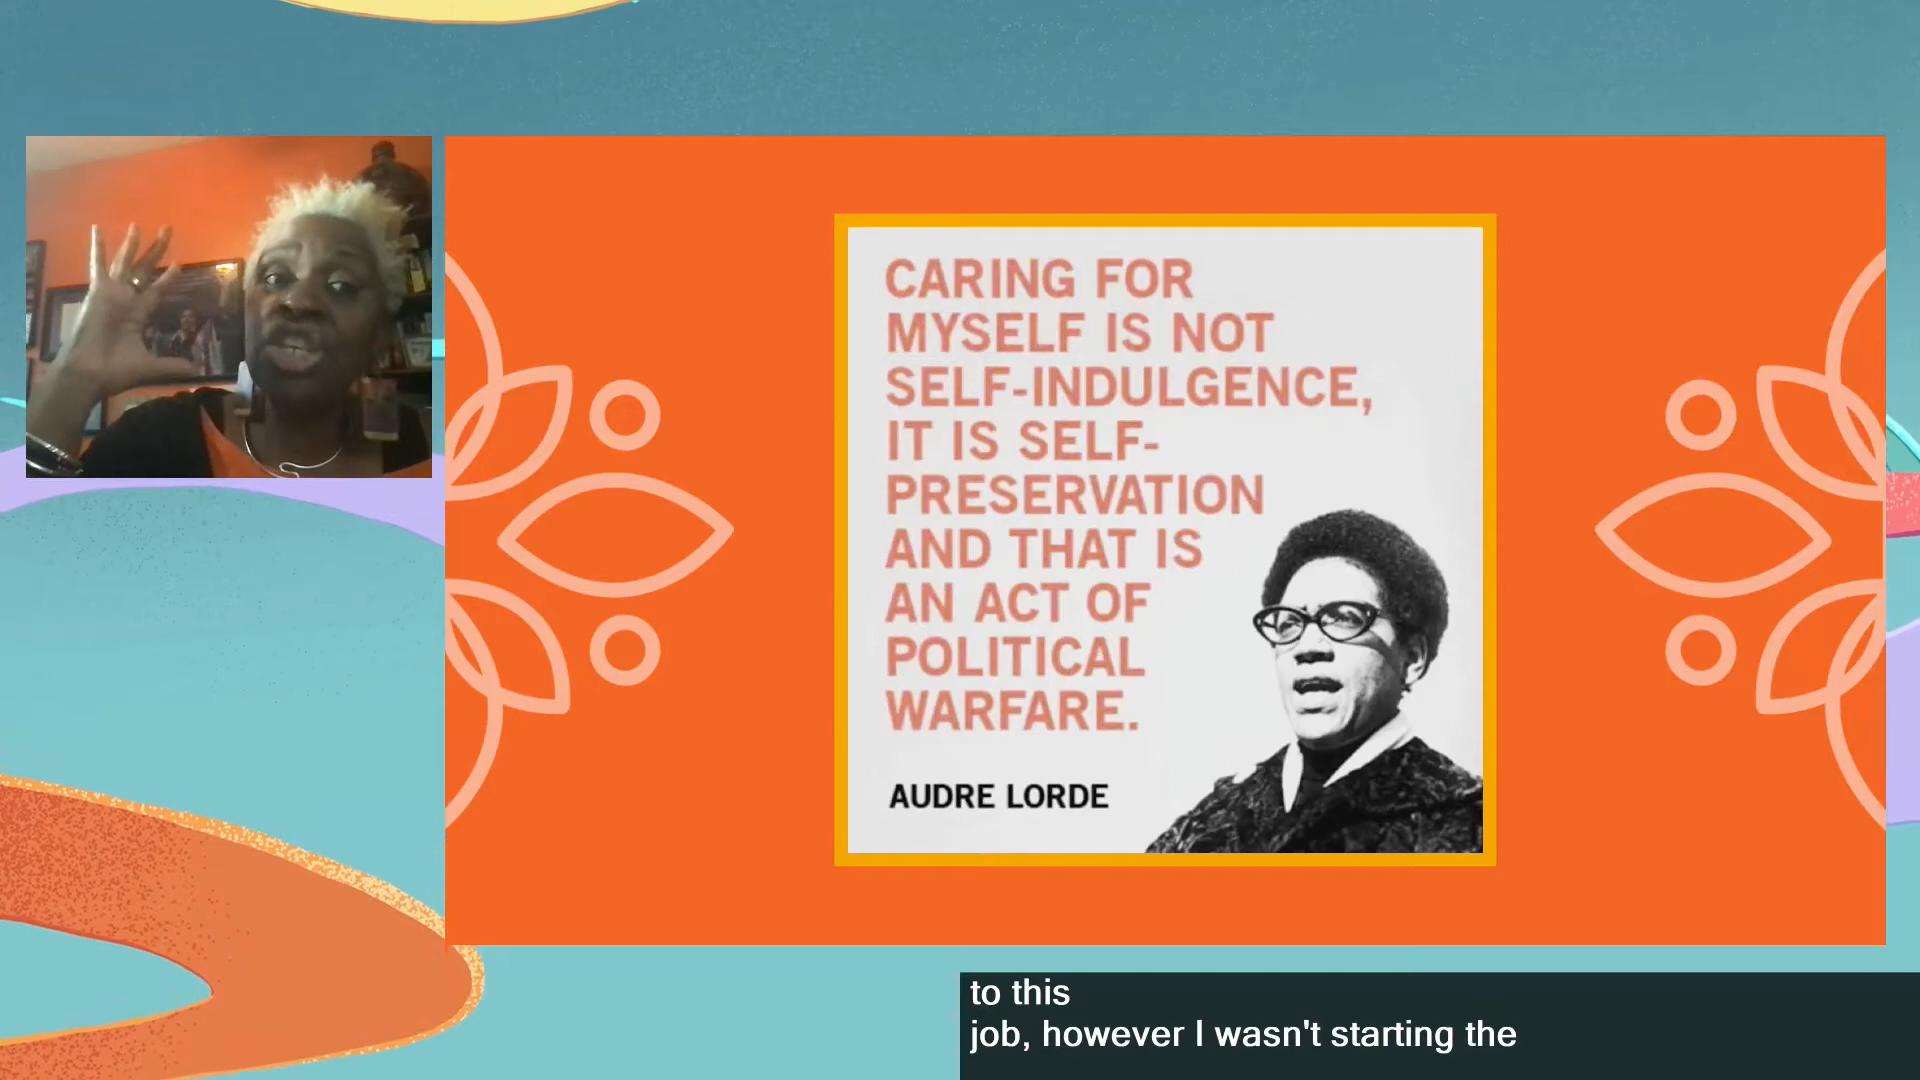 CARING FOR
MYSELF IS NOT
SELF-INDULGENCE,
IT IS SELF-
PRESERVATION
AND THAT IS
AN ACT OF
POLITICAL
WARFARE.
AUDRE LORDE
to this
job, however I wasn't starting the